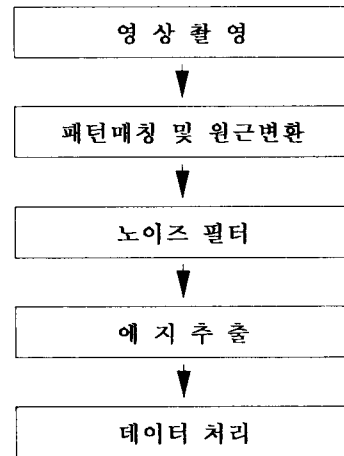 영 상 촬 영
패턴매칭 및 원근변환
노이즈 필터
에 지 추 출
데이터 처리